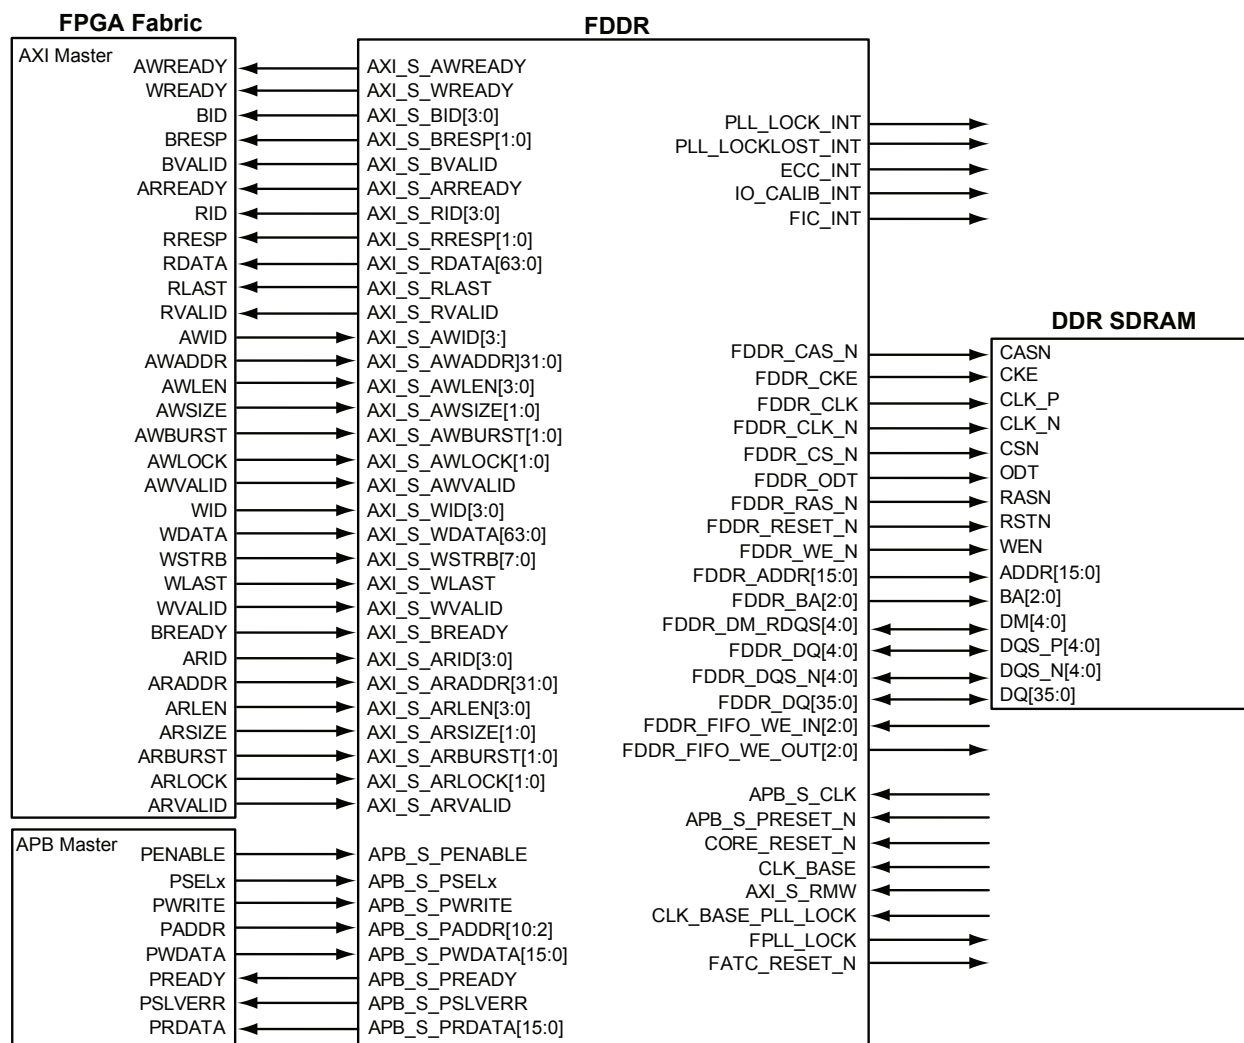 FPGA Fabric
FDDR
AXI Master
AWREADY AXI_S_AWREADY
WREADY AXI_S_WREADY
BID AXI_S_BID[3:0]
BRESP AXI_S_BRESP[1:0]
BVALID AXI_S_BVALID
ARREADY AXI_S_ARREADY
RID AXI_S_RID[3:0]
RRESP AXI_S_RRESP[1:0]
RDATA AXI_S_RDATA[63:0]
RLAST AXI_S_RLAST
RVALID AXI_S_RVALID
AWID AXI_S_AWID[3:]
AWADDR AXI_S_AWADDR]31:0]
AWLEN AXI_S_AWLEN[3:0]
AWSIZE AXI_S_AWSIZE[1:0]
AWBURST AXI_S_AWBURST[1:0]
AWLOCK AXI_S_AWLOCK[1:0]
AWVALID AXI_S_AWVALID
WID AXI_S_WID[3:0]
WDATA AXI_S_WDATA[63:0]
WSTRB AXI_S_WSTRB[7:0]
WLAST AXI_S_WLAST
WVALID AXI_S_WVALID
BREADY AXI_S_BREADY
ARID AXI_S_ARID[3:0]
ARADDR AXI_S_ARADDR[31:0]
ARLEN AXI_S_ARLEN[3:0]
ARSIZE AXI_S_ARSIZE[1:0]
ARBURST AXI_S_ARBURST[1:0]
ARLOCK AXI_S_ARLOCK[1:0]
ARVALID AXI_S_ARVALID
APB Master
PENABLE APB_S_PENABLE
PSELx APB_S_PSELx
PWRITE APB_S_PWRITE
PADDR APB_S_PADDR[10:2]
PWDATA APB_S_PWDATA[15:0]
PREADY APB_S_PREADY
PSLVERR APB_S_PSLVERR
PRDATA APB_S_PRDATA[15:0]
PLL_LOCK_INT
PLL_LOCKLOST_INT
ECC_INT
IO_CALIB_INT
FIC_INT
DDR SDRAM
FDDR_CAS_N CASN
FDDR_CKE CKE
FDDR_CLK CLK_P
FDDR_CLK_N CLK_N
FDDR_CS_N CSN
FDDR_ODT ODT
FDDR_RAS_N RASN
FDDR_RESET_N RSTN
FDDR_WE_N WEN
FDDR_ADDR[15:0] ADDR[15:0]
FDDR_BA[2:0] BA[2:0]
FDDR_DM_RDQS[4:0] DM[4:0]
FDDR_DQ[4:0] DQS_P[4:0]
FDDR_DQS_N[4:0] DQS_N[4:0]
FDDR_DQ[35:0] DQ[35:0]
FDDR_FIFO_WE_IN[2:0]
FDDR_FIFO_WE_OUT[2:0]
APB_S_CLK
APB_S_PRESET_N
CORE_RESET_N
CLK_BASE
AXI_S_RMW
CLK_BASE_PLL_LOCK
FPLL_LOCK
FATC_RESET_N